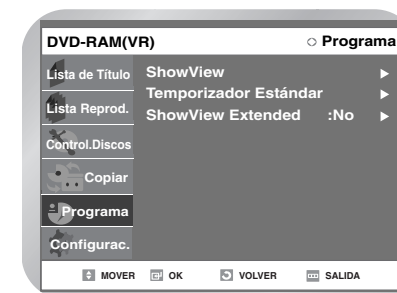 DVD-RAM(VR) Programa
Lista de Título
Lista Reprod.
Control.Discos
Copiar
Programa
Configurac.
ShowView
Temporizador Estándar
ShowView Extended :No
MOVER OK VOLVER SALIDA